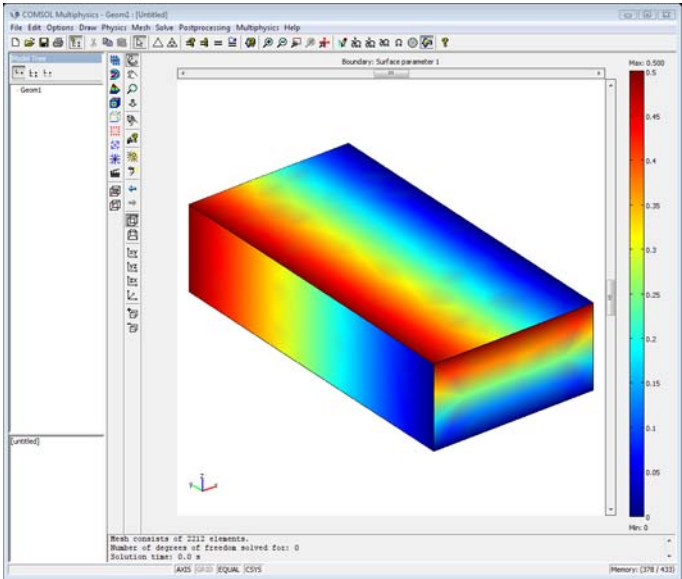 COMSOL Multiphysics - Geom1 : [Untitled]
File Edit Options Draw Physics Mesh Solve Postprocessing Multiphysics Help
Model Tree
Geom1
[untitled]
Boundary: Surface parameter 1
Max: 0.500
0.5
0.45
0.4
0.35
0.3
0.25
0.2
0.15
0.1
0.05
0
Min: 0
Mesh consists of 2212 elements.
Number of degrees of freedom solved for: 0
Solution time: 0.0 s
AXIS GRID EQUAL CSYS
Memory: (378 / 433)